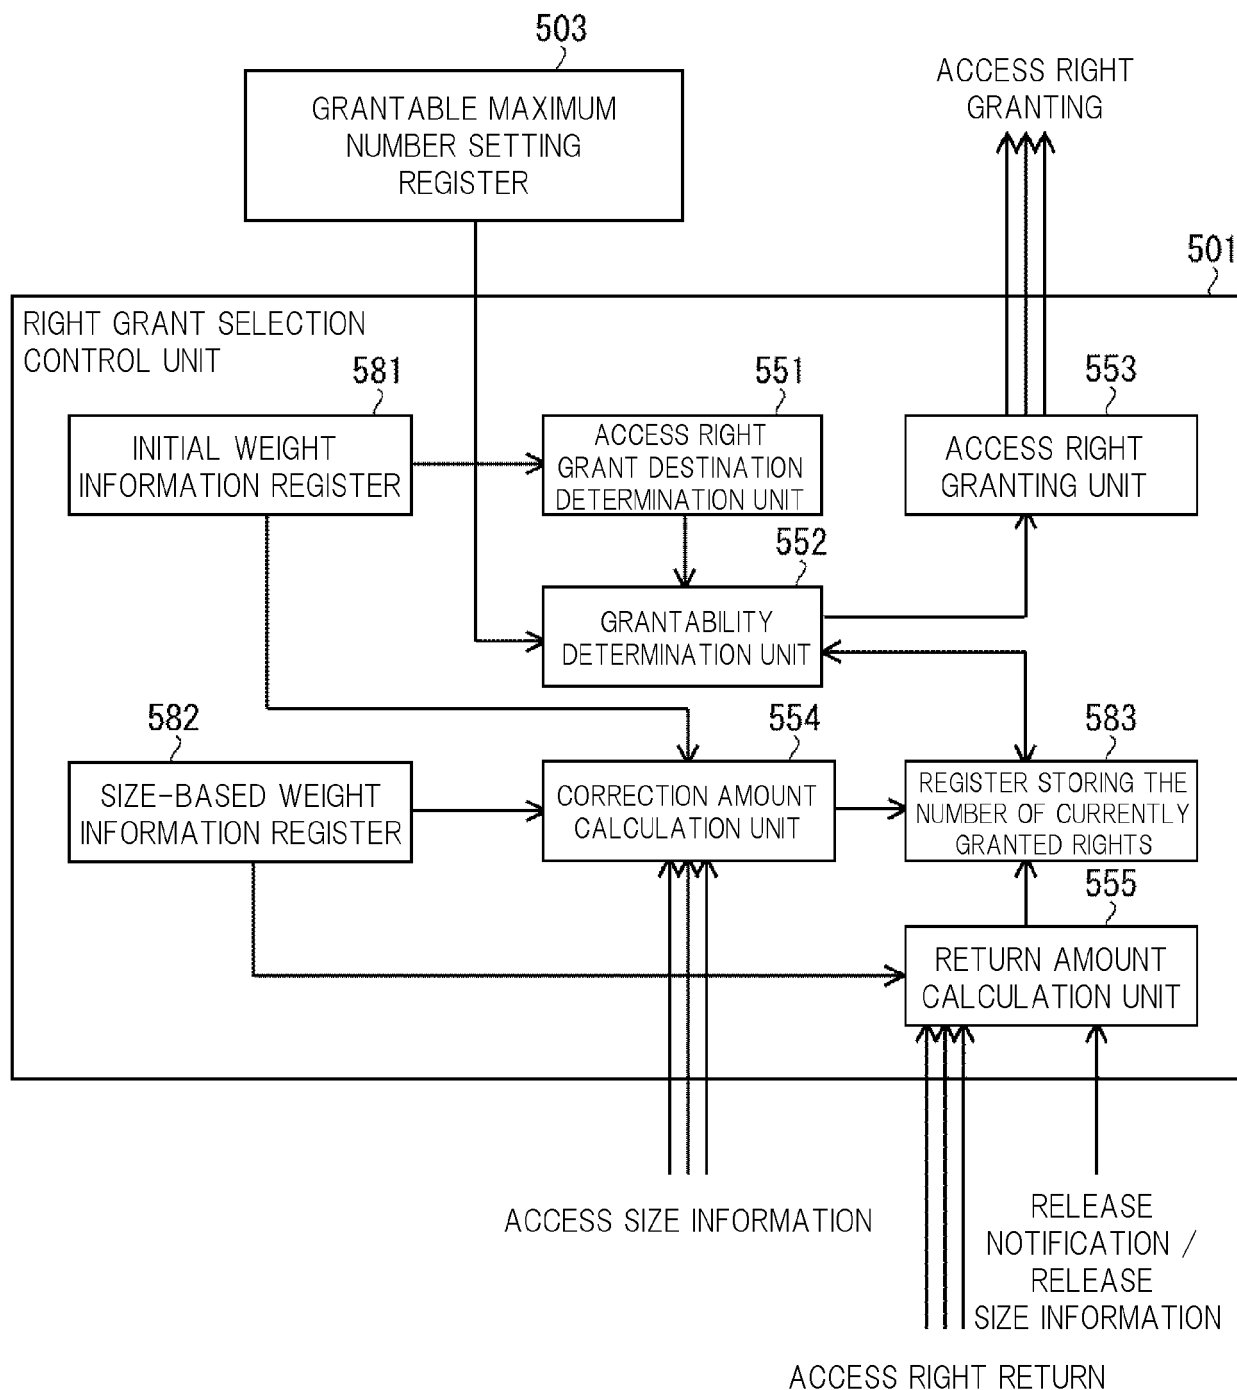 503
GRANTABLE MAXIMUM
NUMBER SETTING
REGISTER
ACCESS RIGHT
GRANTING
501
RIGHT GRANT SELECTION
CONTROL UNIT
581
INITIAL WEIGHT
INFORMATION REGISTER
551
ACCESS RIGHT
GRANT DESTINATION
DETERMINATION UNIT
553
ACCESS RIGHT
GRANTING UNIT
552
GRANTABILITY
DETERMINATION UNIT
582
SIZE-BASED WEIGHT
INFORMATION REGISTER
554
CORRECTION AMOUNT
CALCULATION UNIT
583
REGISTER STORING THE
NUMBER OF CURRENTLY
GRANTED RIGHTS
555
RETURN AMOUNT
CALCULATION UNIT
ACCESS SIZE INFORMATION
RELEASE
NOTIFICATION /
RELEASE
SIZE INFORMATION
ACCESS RIGHT RETURN